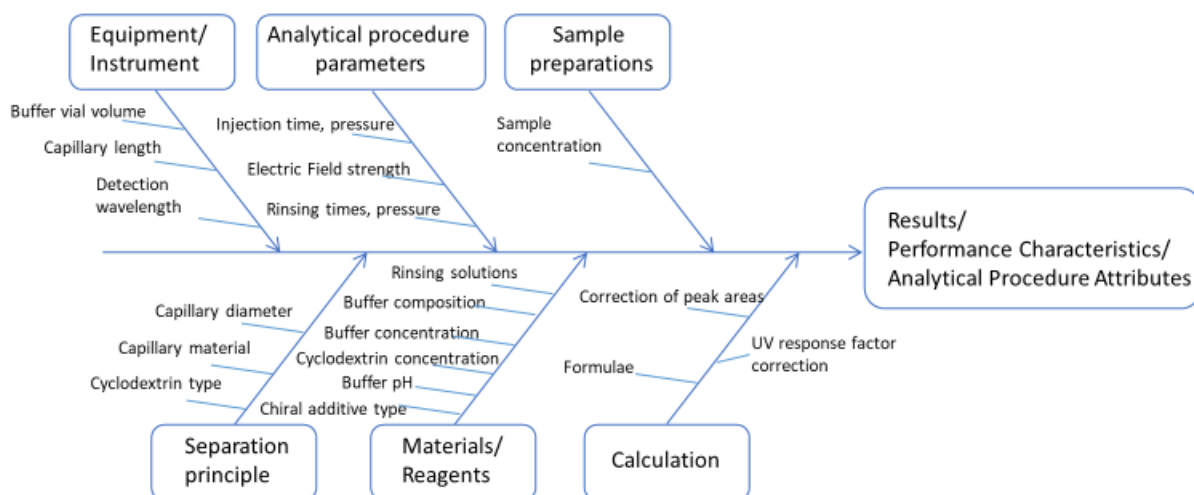 Equipment/
Instrument
Analytical procedure
parameters
Sample
preparations
Buffer vial volume
Capillary length
Detection
wavelength
Injection time, pressure
Electric Field strength
Rinsing times, pressure
Sample
concentration
Results/
Performance Characteristics/
Analytical Procedure Attributes
Capillary diameter
Capillary material
Cyclodextrin type
Rinsing solutions
Buffer composition
Buffer concentration
Cyclodextrin concentration
Buffer pH
Chiral additive type
Correction of peak areas
UV response factor
correction
Formulae
Separation
principle
Materials/
Reagents
Calculation